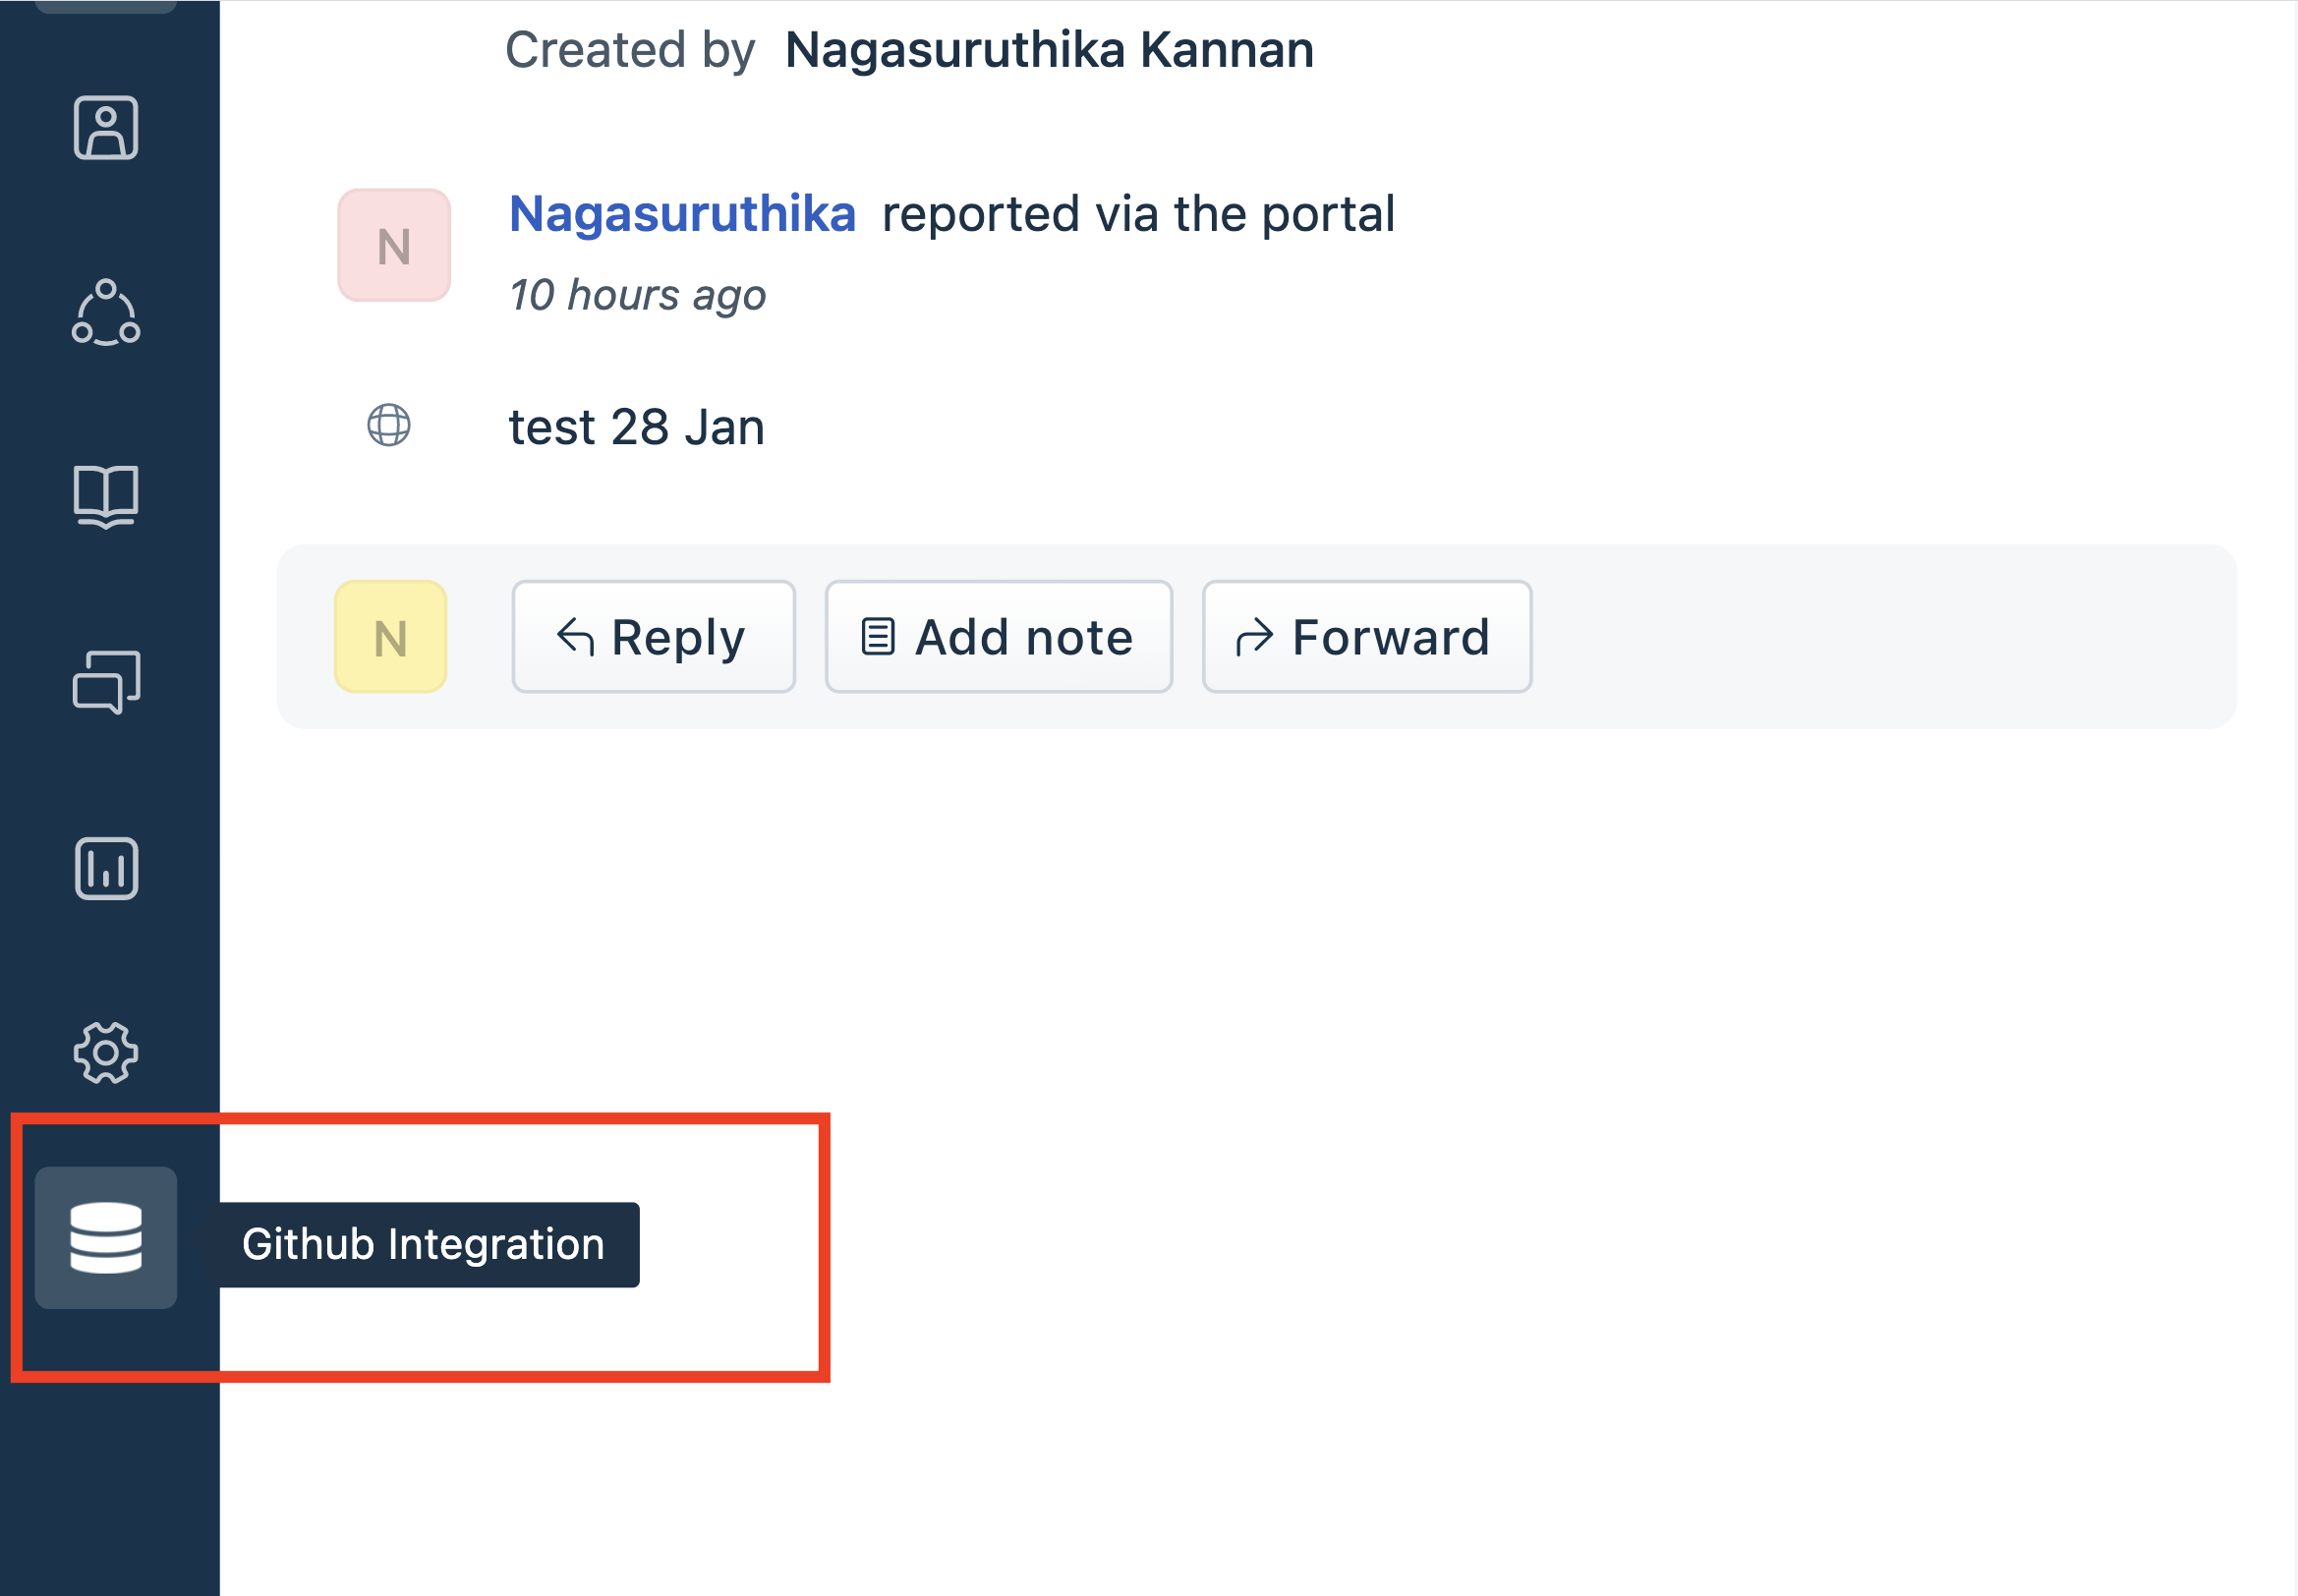 Created by Nagasuruthika Kannan
N
Nagasuruthika reported via the portal
10 hours ago
test 28 Jan
N
Reply
Add note
Forward
Github Integration